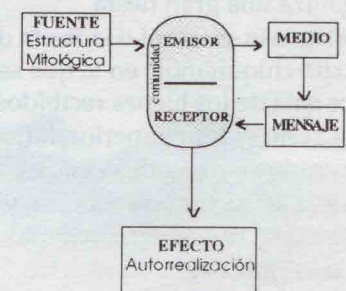 FUENTE
Estructura
Mitológica
EMISOR
MEDIO
comunidad
RECEPTOR
MENSAJE
EFECTO
Autorrealización